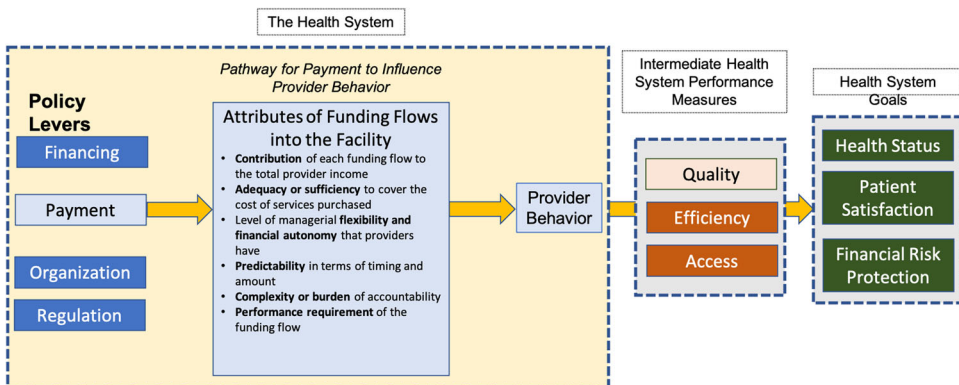 The Health System
Pathway for Payment to Influence
Provider Behavior
Policy
Levers
Financing
Payment
Organization
Regulation
Attributes of Funding Flows
into the Facility
• Contribution of each funding flow to
the total provider income
• Adequacy or sufficiency to cover the
cost of services purchased
• Level of managerial flexibility and
financial autonomy that providers
have
• Predictability in terms of timing and
amount
• Complexity or burden of accountability
• Performance requirement of the
funding flow
Provider
Behavior
Intermediate Health
System Performance
Measures
Quality
Efficiency
Access
Health System
Goals
Health Status
Patient
Satisfaction
Financial Risk
Protection